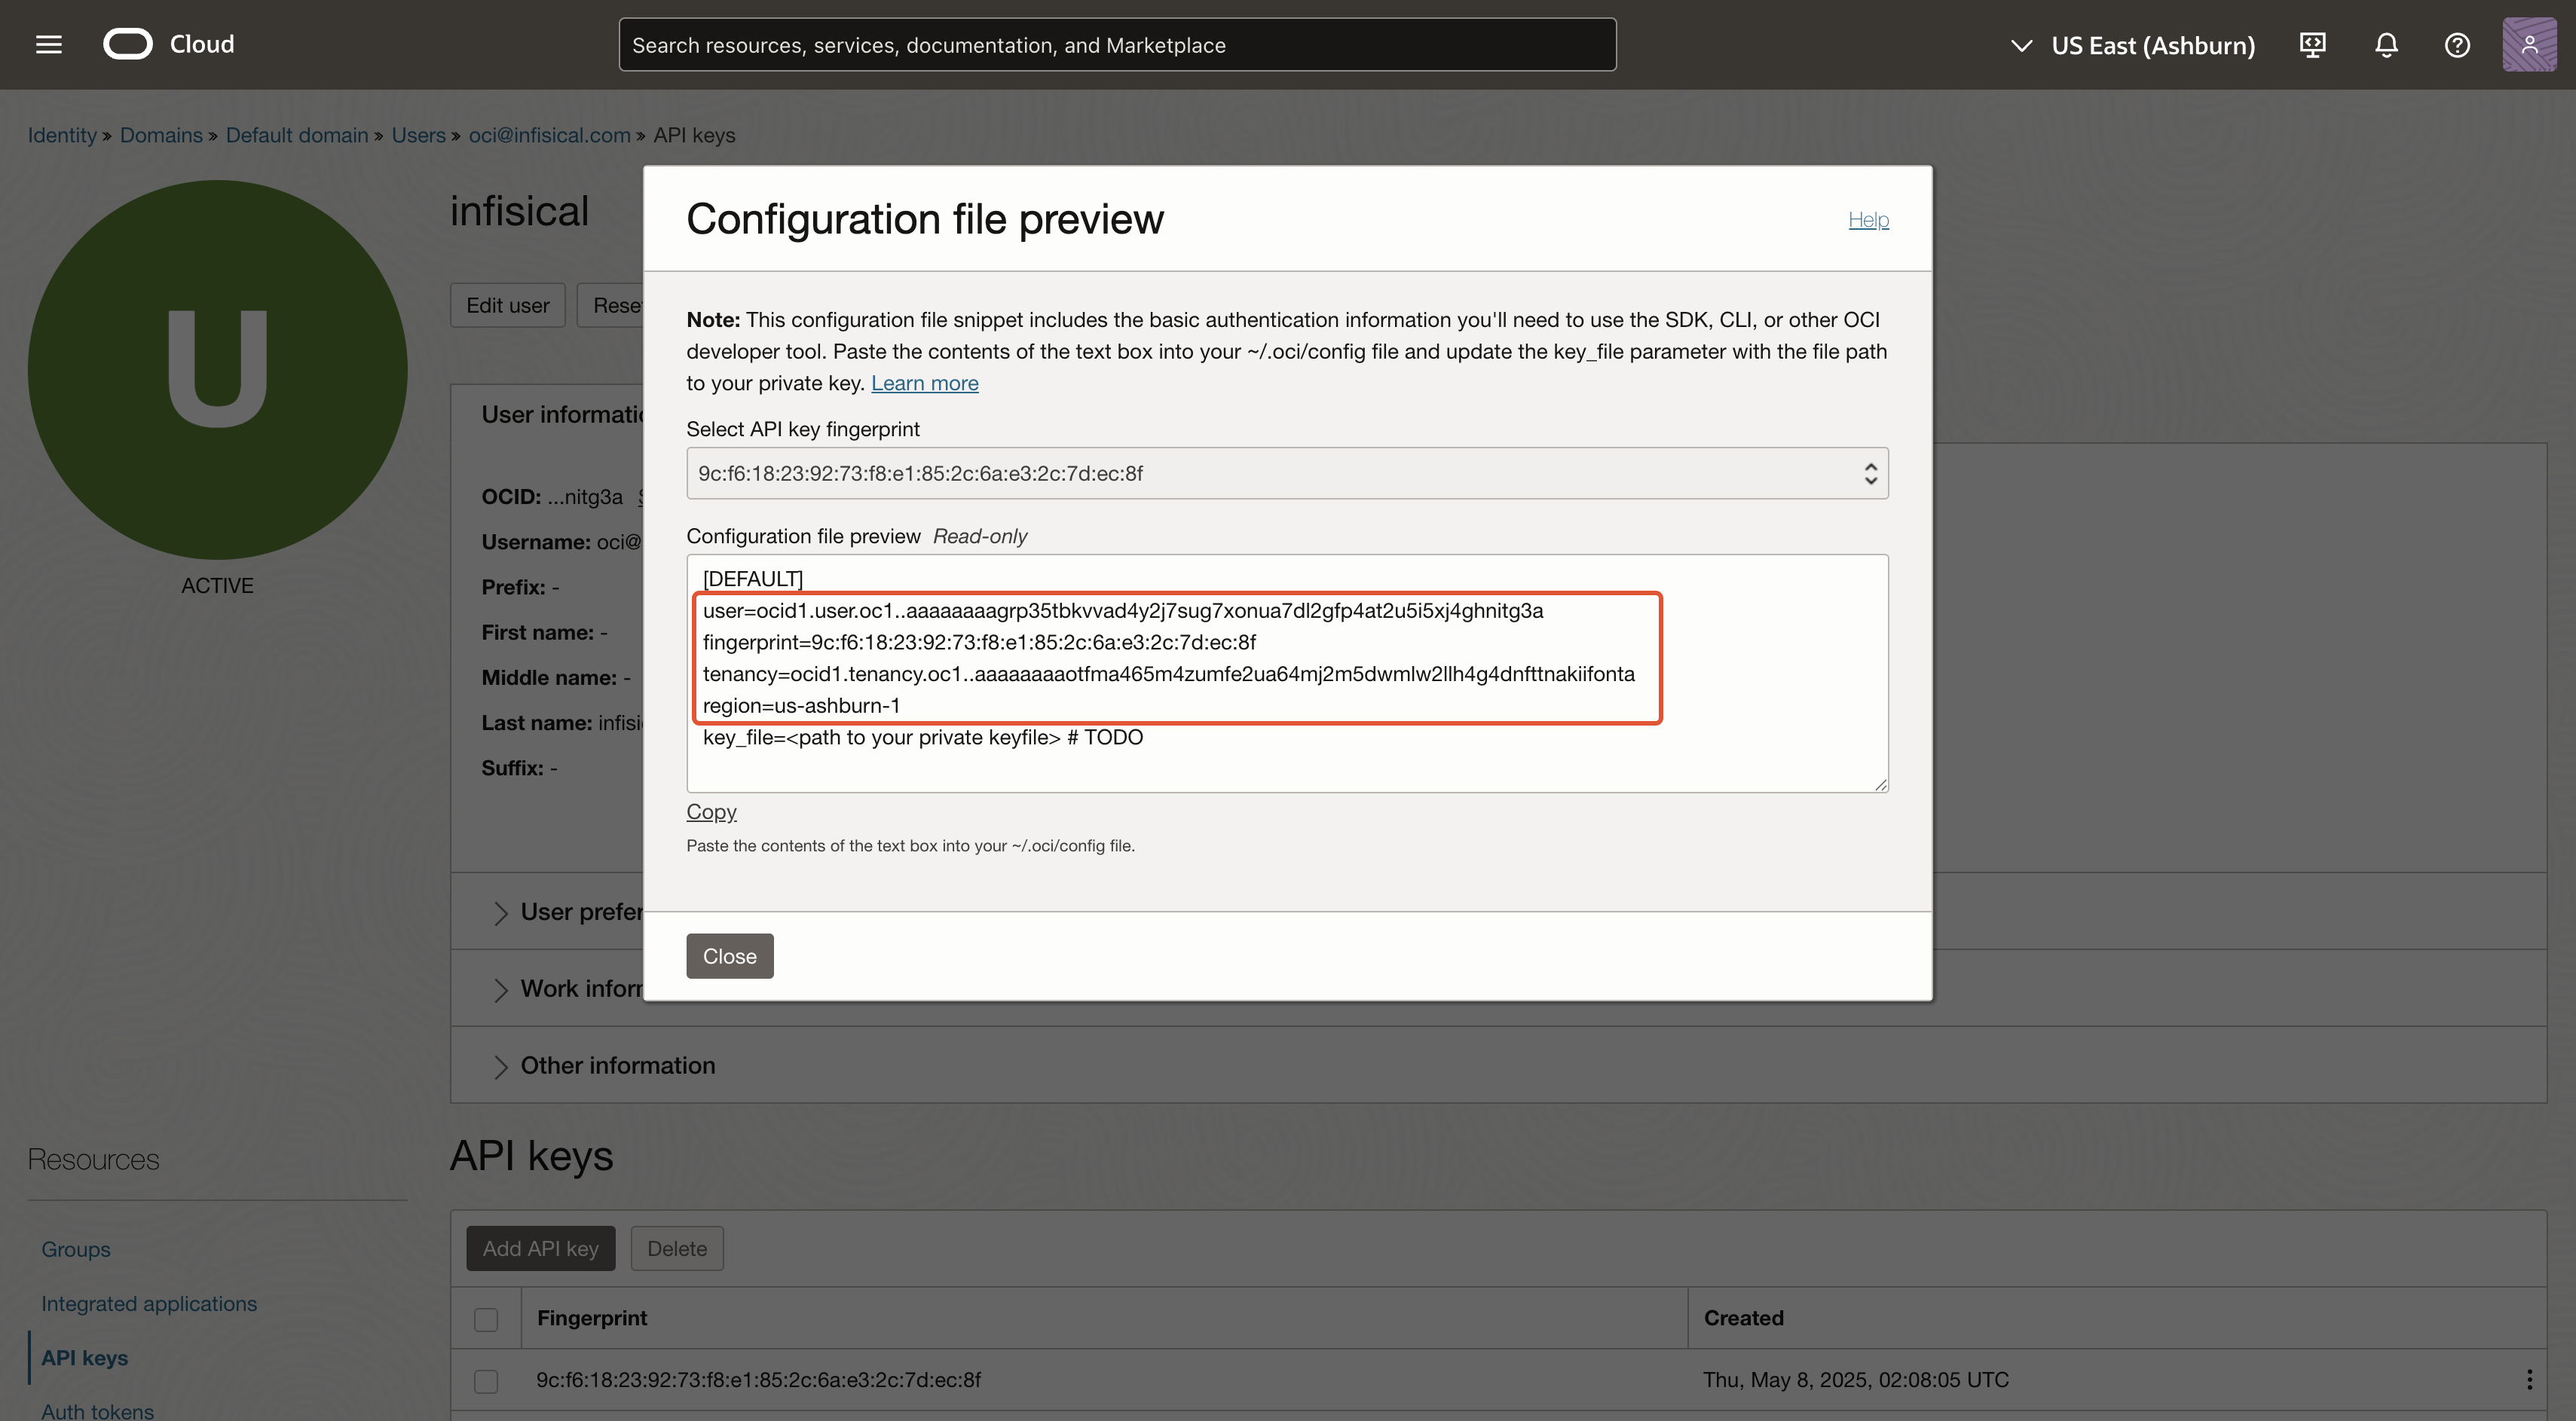 Cloud
Search resources, services, documentation, and Marketplace
US East (Ashburn)
Identity » Domains » Default domain » Users » oci@infisical.com » API keys
U
ACTIVE
infisical
Edit user
Rese
User informatio
OCID: ...nitg3a
Username: oci@
Prefix: -
First name: -
Middle name: -
Last name: infisi
Suffix: -
User prefer
Work inforr
Other information
Configuration file preview
Help
Note: This configuration file snippet includes the basic authentication information you'll need to use the SDK, CLI, or other OCI
developer tool. Paste the contents of the text box into your ~/.oci/config file and update the key_file parameter with the file path
to your private key. Learn more
Select API key fingerprint
9c:f6:18:23:92:73:f8:e1:85:2c:6a:e3:2c:7d:ec:8f
Configuration file preview Read-only
[DEFAULT]
user=ocid1.user.oc1..aaaaaaaagrp35tbkvvad4y2j7sug7xonua7dl2gfp4at2u5i5xj4ghnitg3a
fingerprint=9c:f6:18:23:92:73:f8:e1:85:2c:6a:e3:2c:7d:ec:8f
tenancy=ocid1.tenancy.oc1..aaaaaaaaotfma465m4zumfe2ua64mj2m5dwmlw2llh4g4dnfttnakiifonta
region=us-ashburn-1
key_file=<path to your private keyfile> # TODO
Copy
Paste the contents of the text box into your ~/.oci/config file.
Close
Resources
Groups
Integrated applications
API keys
Auth tokens
API keys
Add API key
Delete
Fingerprint
Created
9c:f6:18:23:92:73:f8:e1:85:2c:6a:e3:2c:7d:ec:8f
Thu, May 8, 2025, 02:08:05 UTC